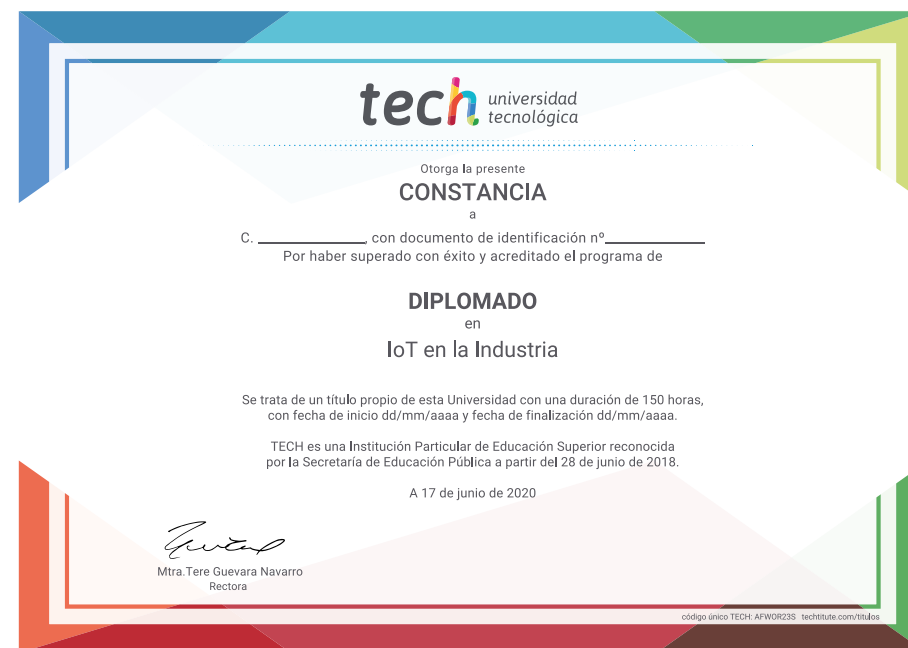 tech universidad
tecnológica
Otorga la presente
CONSTANCIA
a
C. ____________, con documento de identificación nº____________
Por haber superado con éxito y acreditado el programa de
DIPLOMADO
en
IoT en la Industria
Se trata de un título propio de esta Universidad con una duración de 150 horas,
con fecha de inicio dd/mm/aaaa y fecha de finalización dd/mm/aaaa.
TECH es una Institución Particular de Educación Superior reconocida
por la Secretaría de Educación Pública a partir del 28 de junio de 2018.
A 17 de junio de 2020
Mtra.Tere Guevara Navarro
Rectora
código único TECH: AFWOR23S techtitute.com/titulos